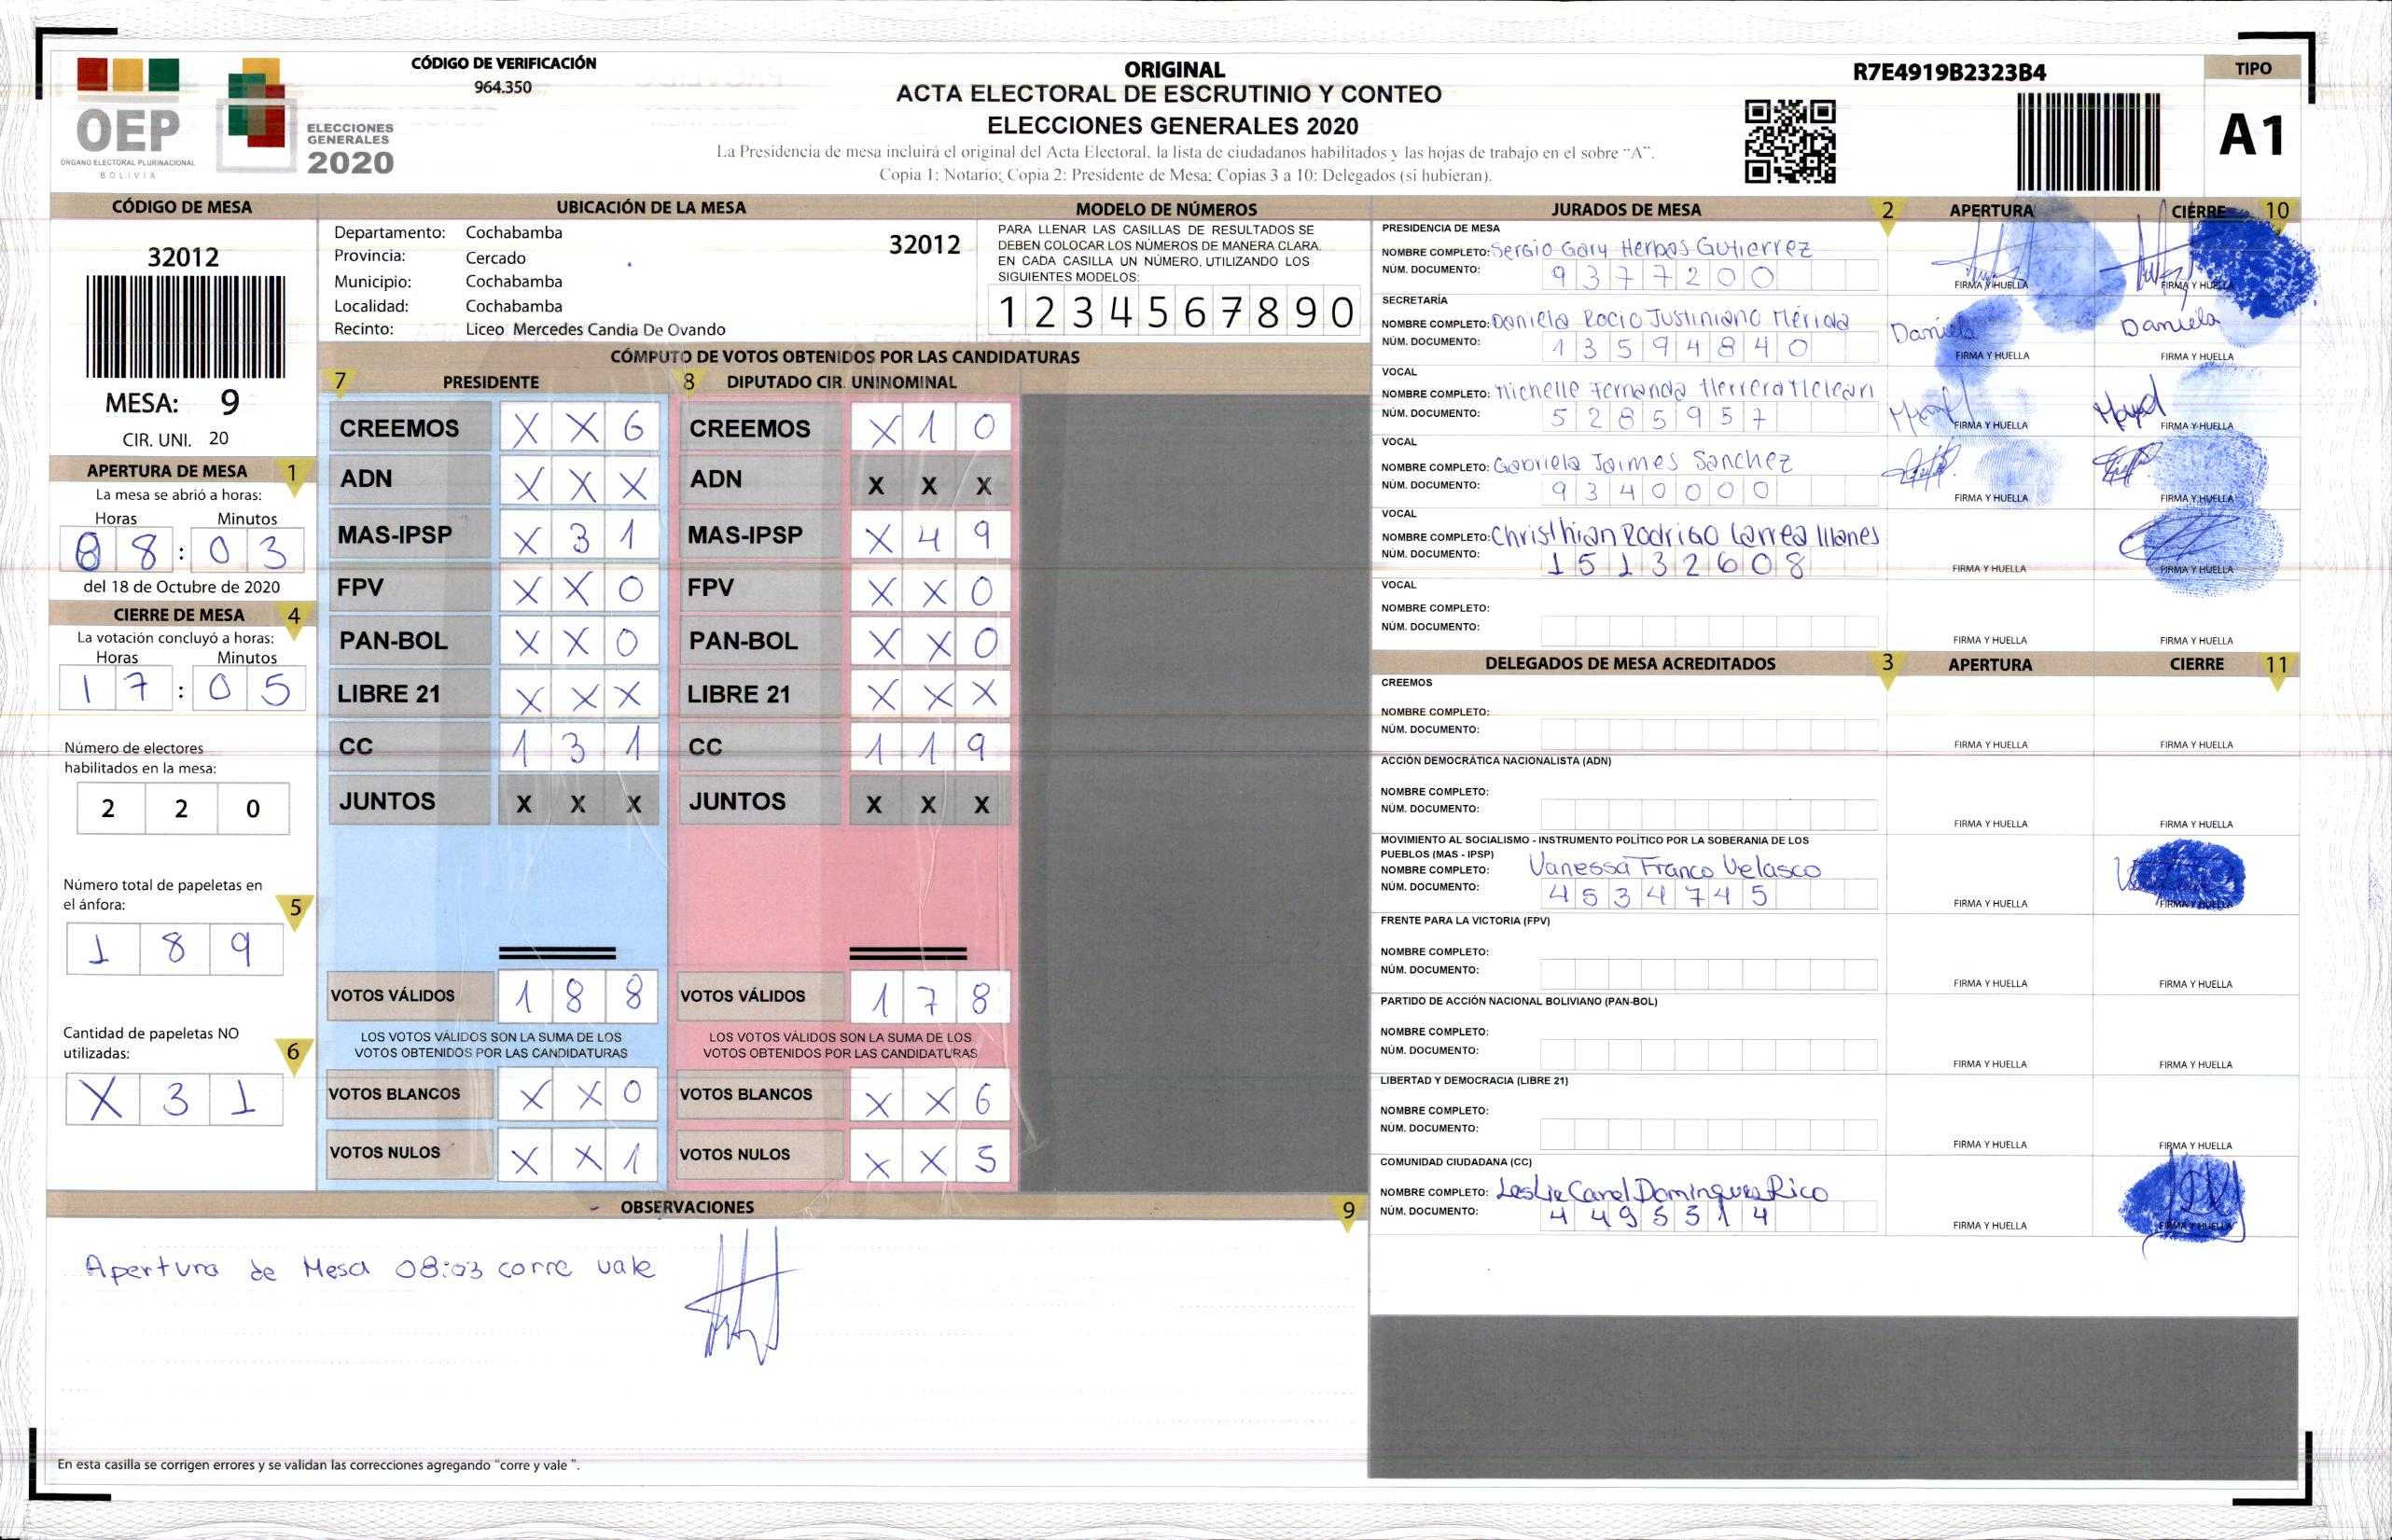 OEP
ÓRGANO ELECTORAL PLURINACIONAL
BOLIVIA
ELECCIONES
GENERALES
2020
CÓDIGO DE VERIFICACIÓN
964.350
ORIGINAL
ACTA ELECTORAL DE ESCRUTINIO Y CONTEO
ELECCIONES GENERALES 2020
La Presidencia de mesa incluirá el original del Acta Electoral, la lista de ciudadanos habilitados y las hojas de trabajo en el sobre "A".
Copia 1: Notario; Copia 2: Presidente de Mesa; Copias 3 a 10: Delegados (si hubieran).
R7E4919B2323B4
TIPO
A1
CÓDIGO DE MESA
32012
MESA: 9
CIR. UNI. 20
APERTURA DE MESA 1
La mesa se abrió a horas:
Horas Minutos
08:03
del 18 de Octubre de 2020
CIERRE DE MESA 4
La votación concluyó a horas:
Horas Minutos
17:05
Número de electores
habilitados en la mesa:
2 2 0
Número total de papeletas en
el ánfora: 5
1 8 9
Cantidad de papeletas NO
utilizadas: 6
X 3 1
UBICACIÓN DE LA MESA
Departamento: Cochabamba 32012
Provincia: Cercado
Municipio: Cochabamba
Localidad: Cochabamba
Recinto: Liceo Mercedes Candia De Ovando
MODELO DE NÚMEROS
PARA LLENAR LAS CASILLAS DE RESULTADOS SE
DEBEN COLOCAR LOS NÚMEROS DE MANERA CLARA.
EN CADA CASILLA UN NÚMERO, UTILIZANDO LOS
SIGUIENTES MODELOS:
1 2 3 4 5 6 7 8 9 0
CÓMPUTO DE VOTOS OBTENIDOS POR LAS CANDIDATURAS
7 PRESIDENTE 8 DIPUTADO CIR. UNINOMINAL
CREEMOS X X 6 CREEMOS X 1 0
ADN X X X ADN X X X
MAS-IPSP X 3 1 MAS-IPSP X 4 9
FPV X X 0 FPV X X 0
PAN-BOL X X 0 PAN-BOL X X 0
LIBRE 21 X X X LIBRE 21 X X X
CC 1 3 1 CC 1 1 9
JUNTOS X X X JUNTOS X X X
VOTOS VÁLIDOS 1 8 8 VOTOS VÁLIDOS 1 7 8
LOS VOTOS VÁLIDOS SON LA SUMA DE LOS LOS VOTOS VÁLIDOS SON LA SUMA DE LOS
VOTOS OBTENIDOS POR LAS CANDIDATURAS VOTOS OBTENIDOS POR LAS CANDIDATURAS
VOTOS BLANCOS X X 0 VOTOS BLANCOS X X 6
VOTOS NULOS X X 1 VOTOS NULOS X X 5
OBSERVACIONES 9
Apertura de Mesa 08:03 corre vale
En esta casilla se corrigen errores y se validan las correcciones agregando "corre y vale ".
JURADOS DE MESA 2 APERTURA CIERRE 10
PRESIDENCIA DE MESA
NOMBRE COMPLETO: Sergio Gary Herbas Gutierrez
NÚM. DOCUMENTO: 9377200 FIRMA Y HUELLA FIRMA Y HUELLA
SECRETARÍA
NOMBRE COMPLETO: Daniela Rocio Justiniano Mérida Daniela Daniela
NÚM. DOCUMENTO: 13594840 FIRMA Y HUELLA FIRMA Y HUELLA
VOCAL
NOMBRE COMPLETO: Michelle Fernanda Herrera Mclean
NÚM. DOCUMENTO: 5285957 FIRMA Y HUELLA FIRMA Y HUELLA
VOCAL
NOMBRE COMPLETO: Gabriela Jaimes Sanchez
NÚM. DOCUMENTO: 9340000 FIRMA Y HUELLA FIRMA Y HUELLA
VOCAL
NOMBRE COMPLETO: Christhian Rodrigo Larrea Illanes
NÚM. DOCUMENTO: 15132608 FIRMA Y HUELLA FIRMA Y HUELLA
VOCAL
NOMBRE COMPLETO:
NÚM. DOCUMENTO: FIRMA Y HUELLA FIRMA Y HUELLA
DELEGADOS DE MESA ACREDITADOS 3 APERTURA CIERRE 11
CREEMOS
NOMBRE COMPLETO:
NÚM. DOCUMENTO: FIRMA Y HUELLA FIRMA Y HUELLA
ACCIÓN DEMOCRÁTICA NACIONALISTA (ADN)
NOMBRE COMPLETO:
NÚM. DOCUMENTO: FIRMA Y HUELLA FIRMA Y HUELLA
MOVIMIENTO AL SOCIALISMO - INSTRUMENTO POLÍTICO POR LA SOBERANIA DE LOS
PUEBLOS (MAS - IPSP)
NOMBRE COMPLETO: Vanessa Franco Velasco
NÚM. DOCUMENTO: 4534745 FIRMA Y HUELLA FIRMA Y HUELLA
FRENTE PARA LA VICTORIA (FPV)
NOMBRE COMPLETO:
NÚM. DOCUMENTO: FIRMA Y HUELLA FIRMA Y HUELLA
PARTIDO DE ACCIÓN NACIONAL BOLIVIANO (PAN-BOL)
NOMBRE COMPLETO:
NÚM. DOCUMENTO: FIRMA Y HUELLA FIRMA Y HUELLA
LIBERTAD Y DEMOCRACIA (LIBRE 21)
NOMBRE COMPLETO:
NÚM. DOCUMENTO: FIRMA Y HUELLA FIRMA Y HUELLA
COMUNIDAD CIUDADANA (CC)
NOMBRE COMPLETO: Leslie Carol Domingues Rico
NÚM. DOCUMENTO: 4495314 FIRMA Y HUELLA FIRMA Y HUELLA